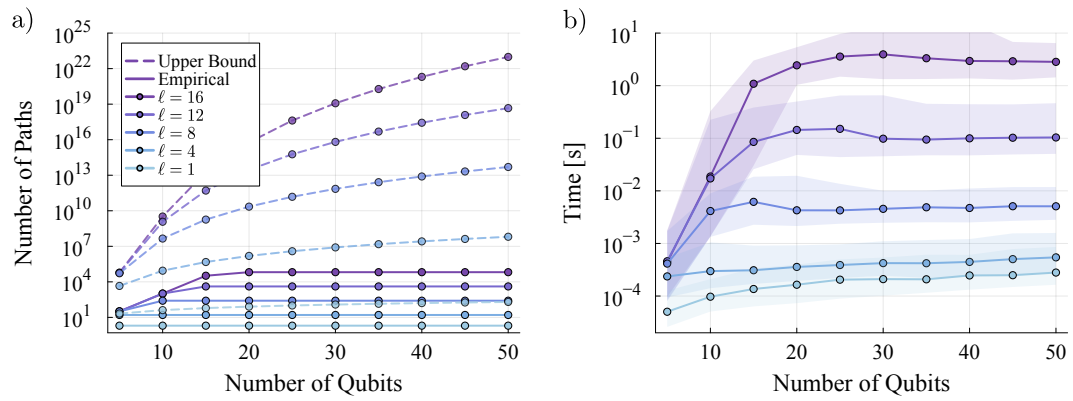 a)
10^25
10^22
10^19
10^16
10^13
10^10
10^7
10^4
10^1
Number of Paths
Upper Bound
Empirical
ℓ = 16
ℓ = 12
ℓ = 8
ℓ = 4
ℓ = 1
10 20 30 40 50
Number of Qubits
b)
10^1
10^0
10^−1
10^−2
10^−3
10^−4
Time [s]
10 20 30 40 50
Number of Qubits